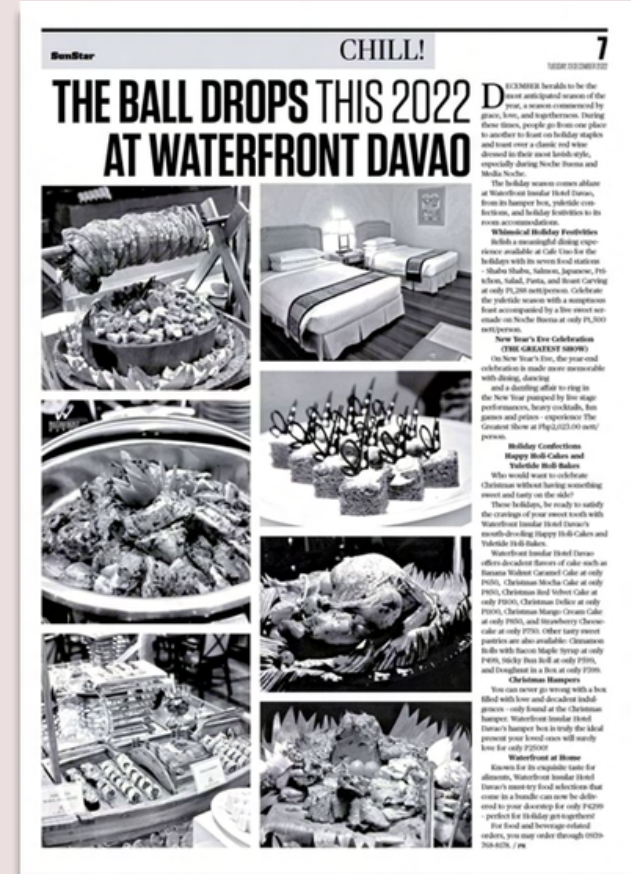 SunStar
CHILL!
7
TUESDAY, 20 DECEMBER 2022
THE BALL DROPS THIS 2022
AT WATERFRONT DAVAO
DECEMBER heralds to be the
most anticipated season of the
year, a season commenced by
grace, love, and togetherness. During
these times, people go from one place
to another to feast on holiday staples
and toast over a classic red wine
dressed in their most lavish style,
especially during Noche Buena and
Media Noche.
The holiday season comes ablaze
at Waterfront Insular Hotel Davao,
from its hamper box, yuletide con-
fections, and holiday festivities to its
room accommodations.
Whimsical Holiday Festivities
Relish a meaningful dining expe-
rience available at Cafe Uno for the
holidays with its seven food stations
- Shabu Shabu, Salmon, Japanese, Fri-
tchon, Salad, Pasta, and Roast Carving
at only P1,288 nett/person. Celebrate
the yuletide season with a sumptuous
feast accompanied by a live sweet ser-
enade on Noche Buena at only P1,500
nett/person.
New Year's Eve Celebration
(THE GREATEST SHOW)
On New Year's Eve, the year-end
celebration is made more memorable
with dining, dancing
and a dazzling affair to ring in
the New Year pumped by live stage
performances, heavy cocktails, fun
games and prizes - experience The
Greatest Show at Php2,023.00 nett/
person.
Holiday Confections
Happy Holi-Cakes and
Yuletide Holi-Bakes
Who would want to celebrate
Christmas without having something
sweet and tasty on the side?
These holidays, be ready to satisfy
the cravings of your sweet tooth with
Waterfront Insular Hotel Davao's
mouth-drooling Happy Holi-Cakes and
Yuletide Holi-Bakes.
Waterfront Insular Hotel Davao
offers decadent flavors of cake such as
Banana Walnut Caramel Cake at only
P650, Christmas Mocha Cake at only
P850, Christmas Red Velvet Cake at
only P1100, Christmas Delice at only
P1100, Christmas Mango Cream Cake
at only P850, and Strawberry Cheese-
cake at only P750. Other tasty sweet
pastries are also available: Cinnamon
Rolls with Bacon Maple Syrup at only
P499, Sticky Bun Roll at only P599,
and Doughnut in a Box at only P399.
Christmas Hampers
You can never go wrong with a box
filled with love and decadent indul-
gences - only found at the Christmas
hamper. Waterfront Insular Hotel
Davao's hamper box is truly the ideal
present your loved ones will surely
love for only P2500!
Waterfront at Home
Known for its exquisite taste for
aliments, Waterfront Insular Hotel
Davao's must-try food selections that
come in a bundle can now be deliv-
ered to your doorstep for only P4299
- perfect for Holiday get-togethers!
For food and beverage-related
orders, you may order through 0939-
768-8178. / PR